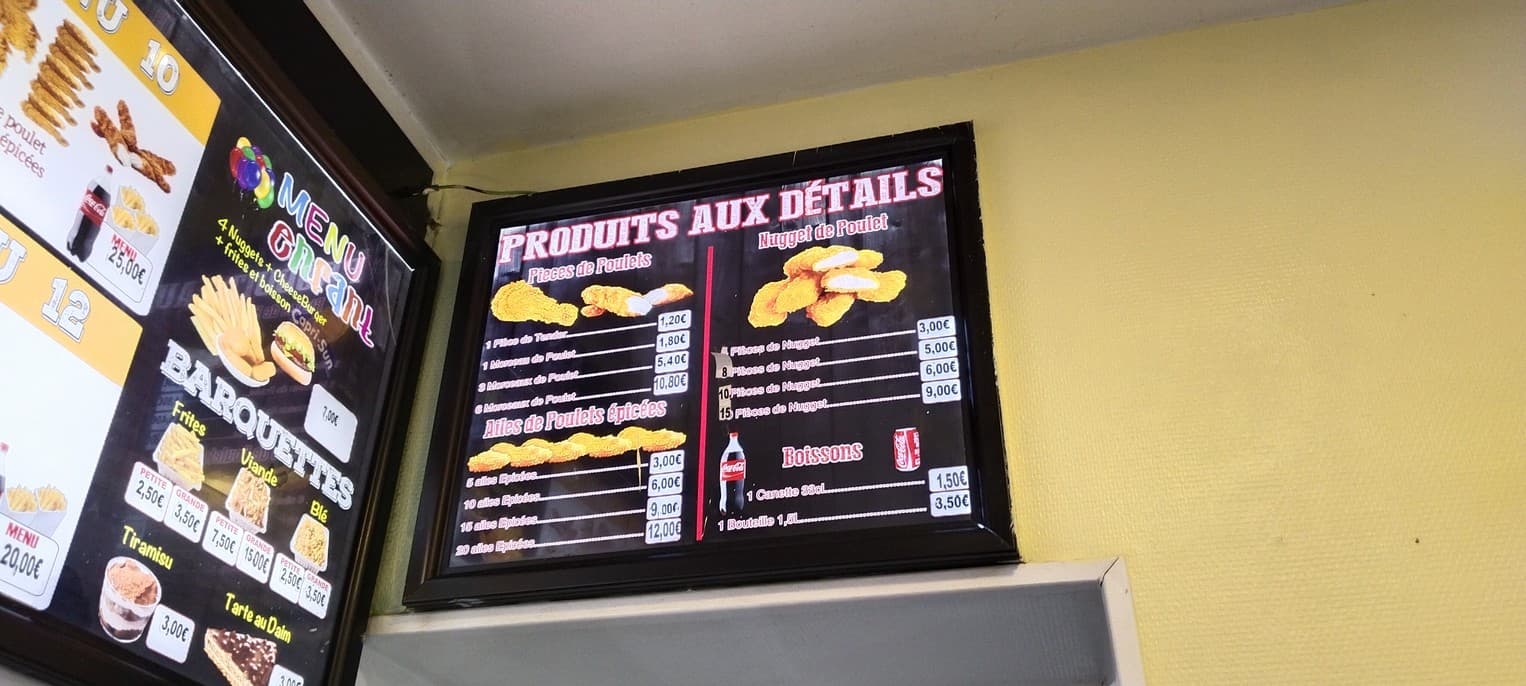 U 10
poulet
épicées
MENU
25,00€
U 12
MENU
20,00€
MENU
enfant
4 Nuggets + CheeseBurger
+ frites et boisson Capri-Sun
7,00€
BARQUETTES
Frites
PETITE
2,50€
GRANDE
3,50€
Viande
PETITE
7,50€
GRANDE
15,00€
Blé
PETITE
2,50€
GRANDE
3,50€
Tiramisu
3,00€
Tarte au Daim
3,00€
PRODUITS AUX DÉTAILS
Pieces de Poulets
1 Pièce de Tender 1,20€
1 Morceau de Poulet 1,80€
3 Morceaux de Poulet 5,40€
6 Morceaux de Poulet 10,80€
Ailes de Poulets épicées
5 ailes Epicées 3,00€
10 ailes Epicées 6,00€
15 ailes Epicées 9,00€
20 ailes Epicées 12,00€
Nugget de Poulet
Pièces de Nugget 3,00€
8 Pièces de Nugget 5,00€
10 Pièces de Nugget 6,00€
15 Pièces de Nugget 9,00€
Boissons
Coca-Cola
1 Canette 33cl 1,50€
1 Bouteille 1,5L 3,50€